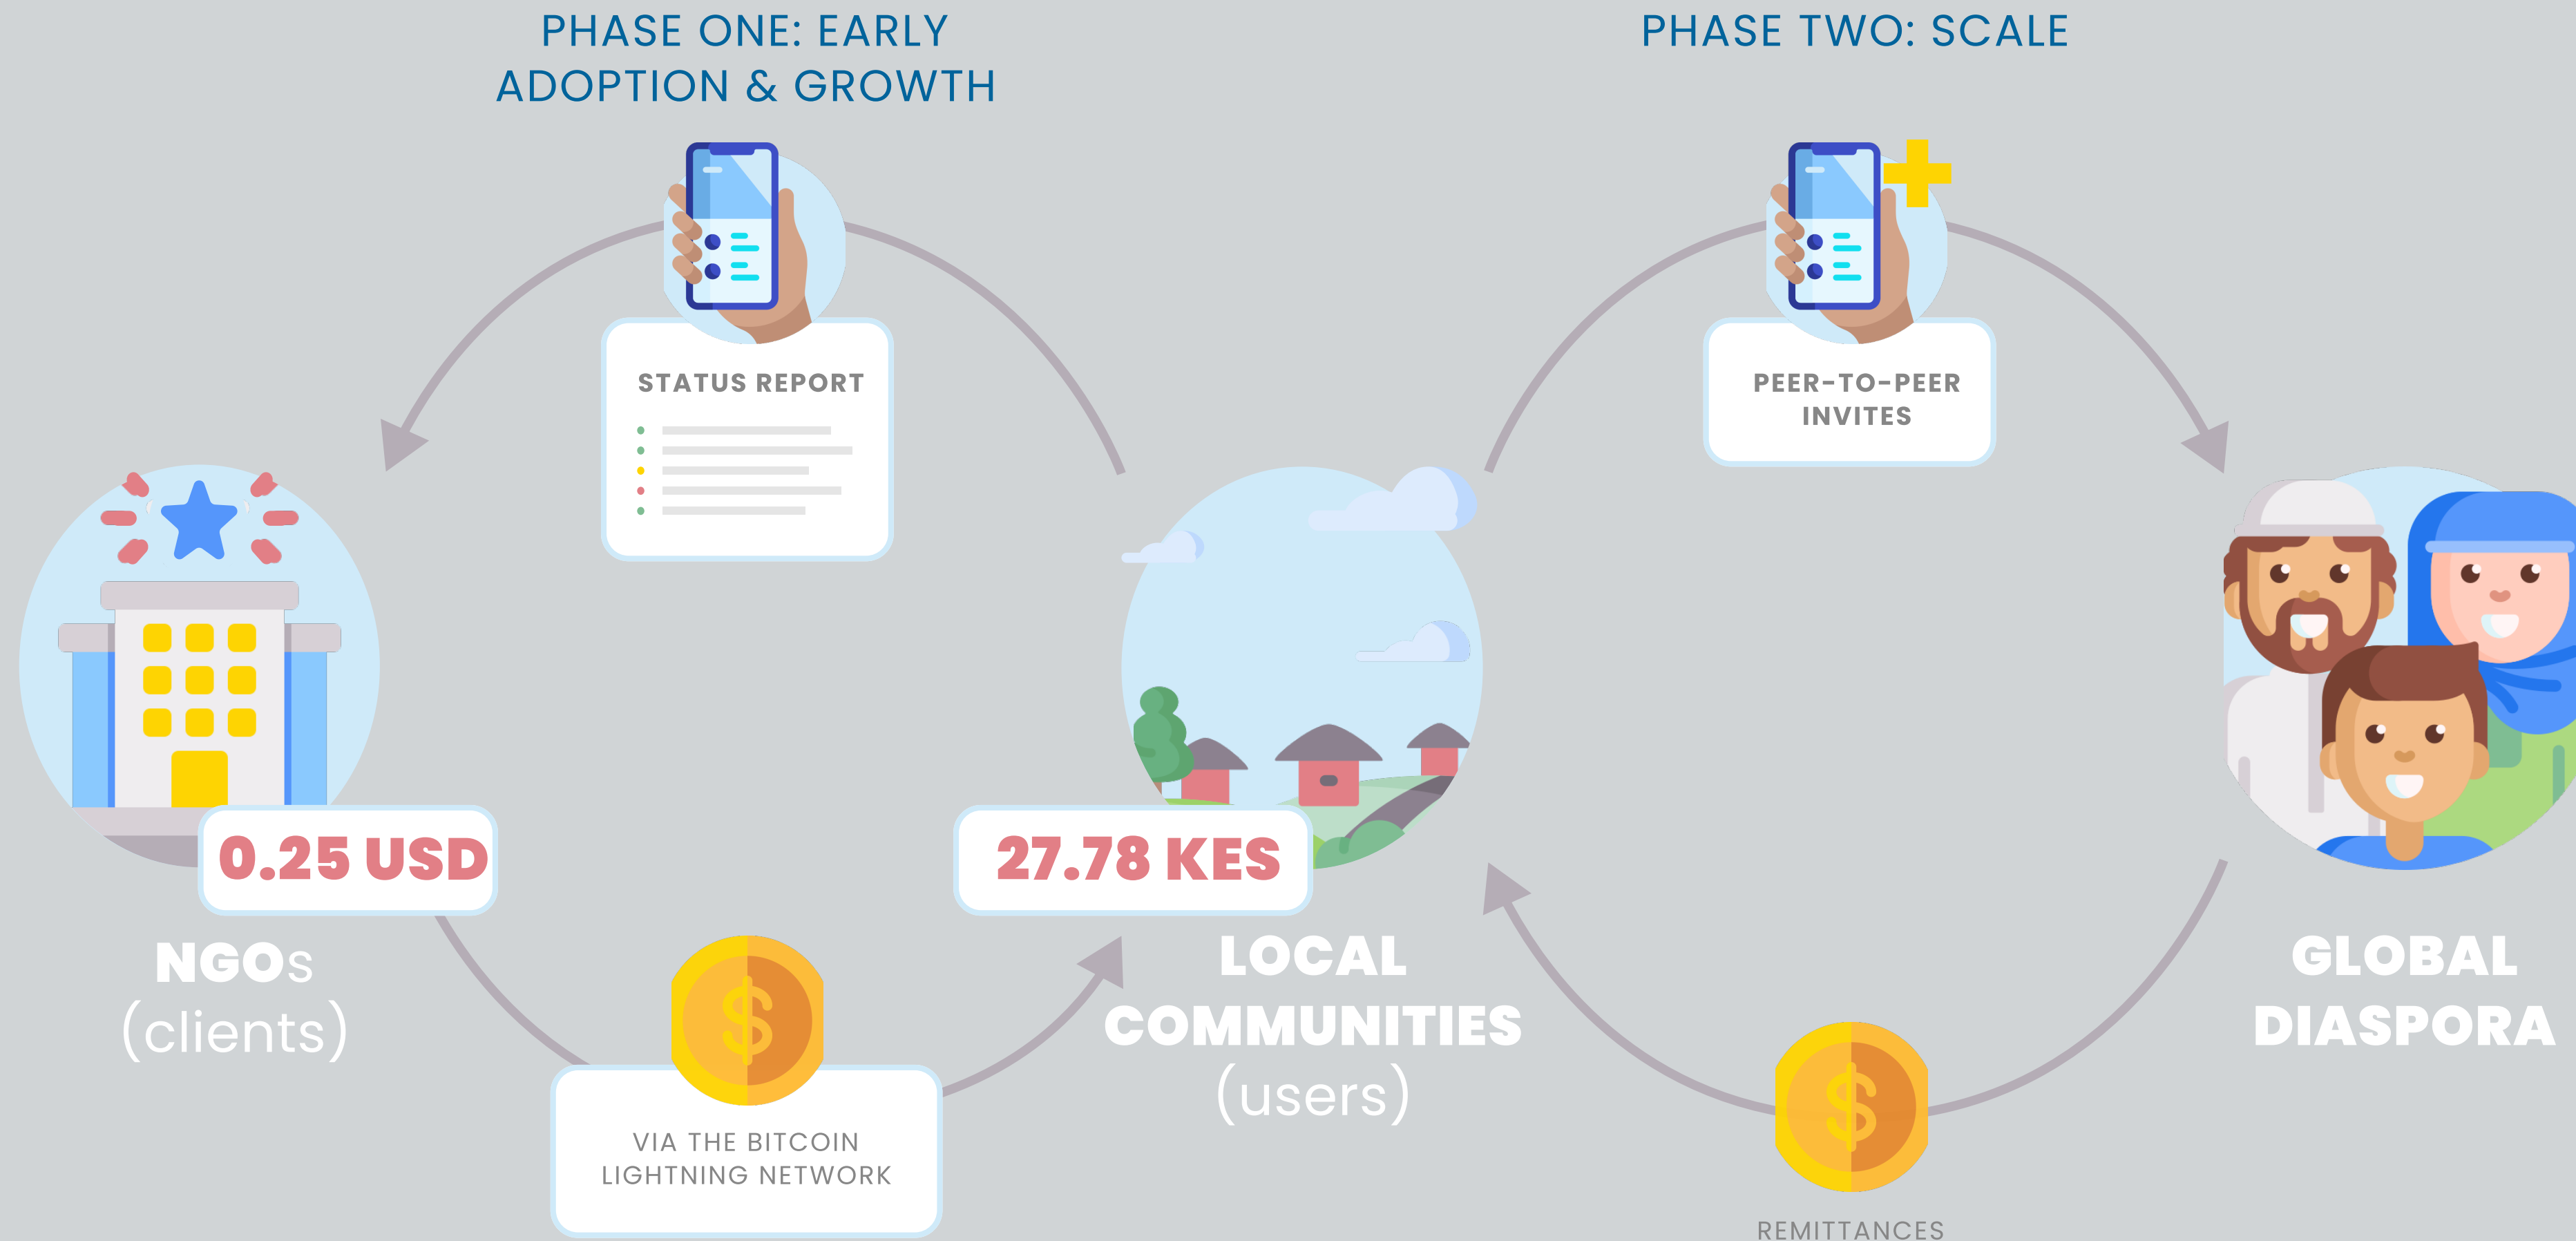 PHASE ONE: EARLY
ADOPTION & GROWTH
PHASE TWO: SCALE
STATUS REPORT
PEER-TO-PEER
INVITES
0.25 USD
27.78 KES
NGOs
(clients)
LOCAL
COMMUNITIES
(users)
GLOBAL
DIASPORA
VIA THE BITCOIN
LIGHTNING NETWORK
REMITTANCES